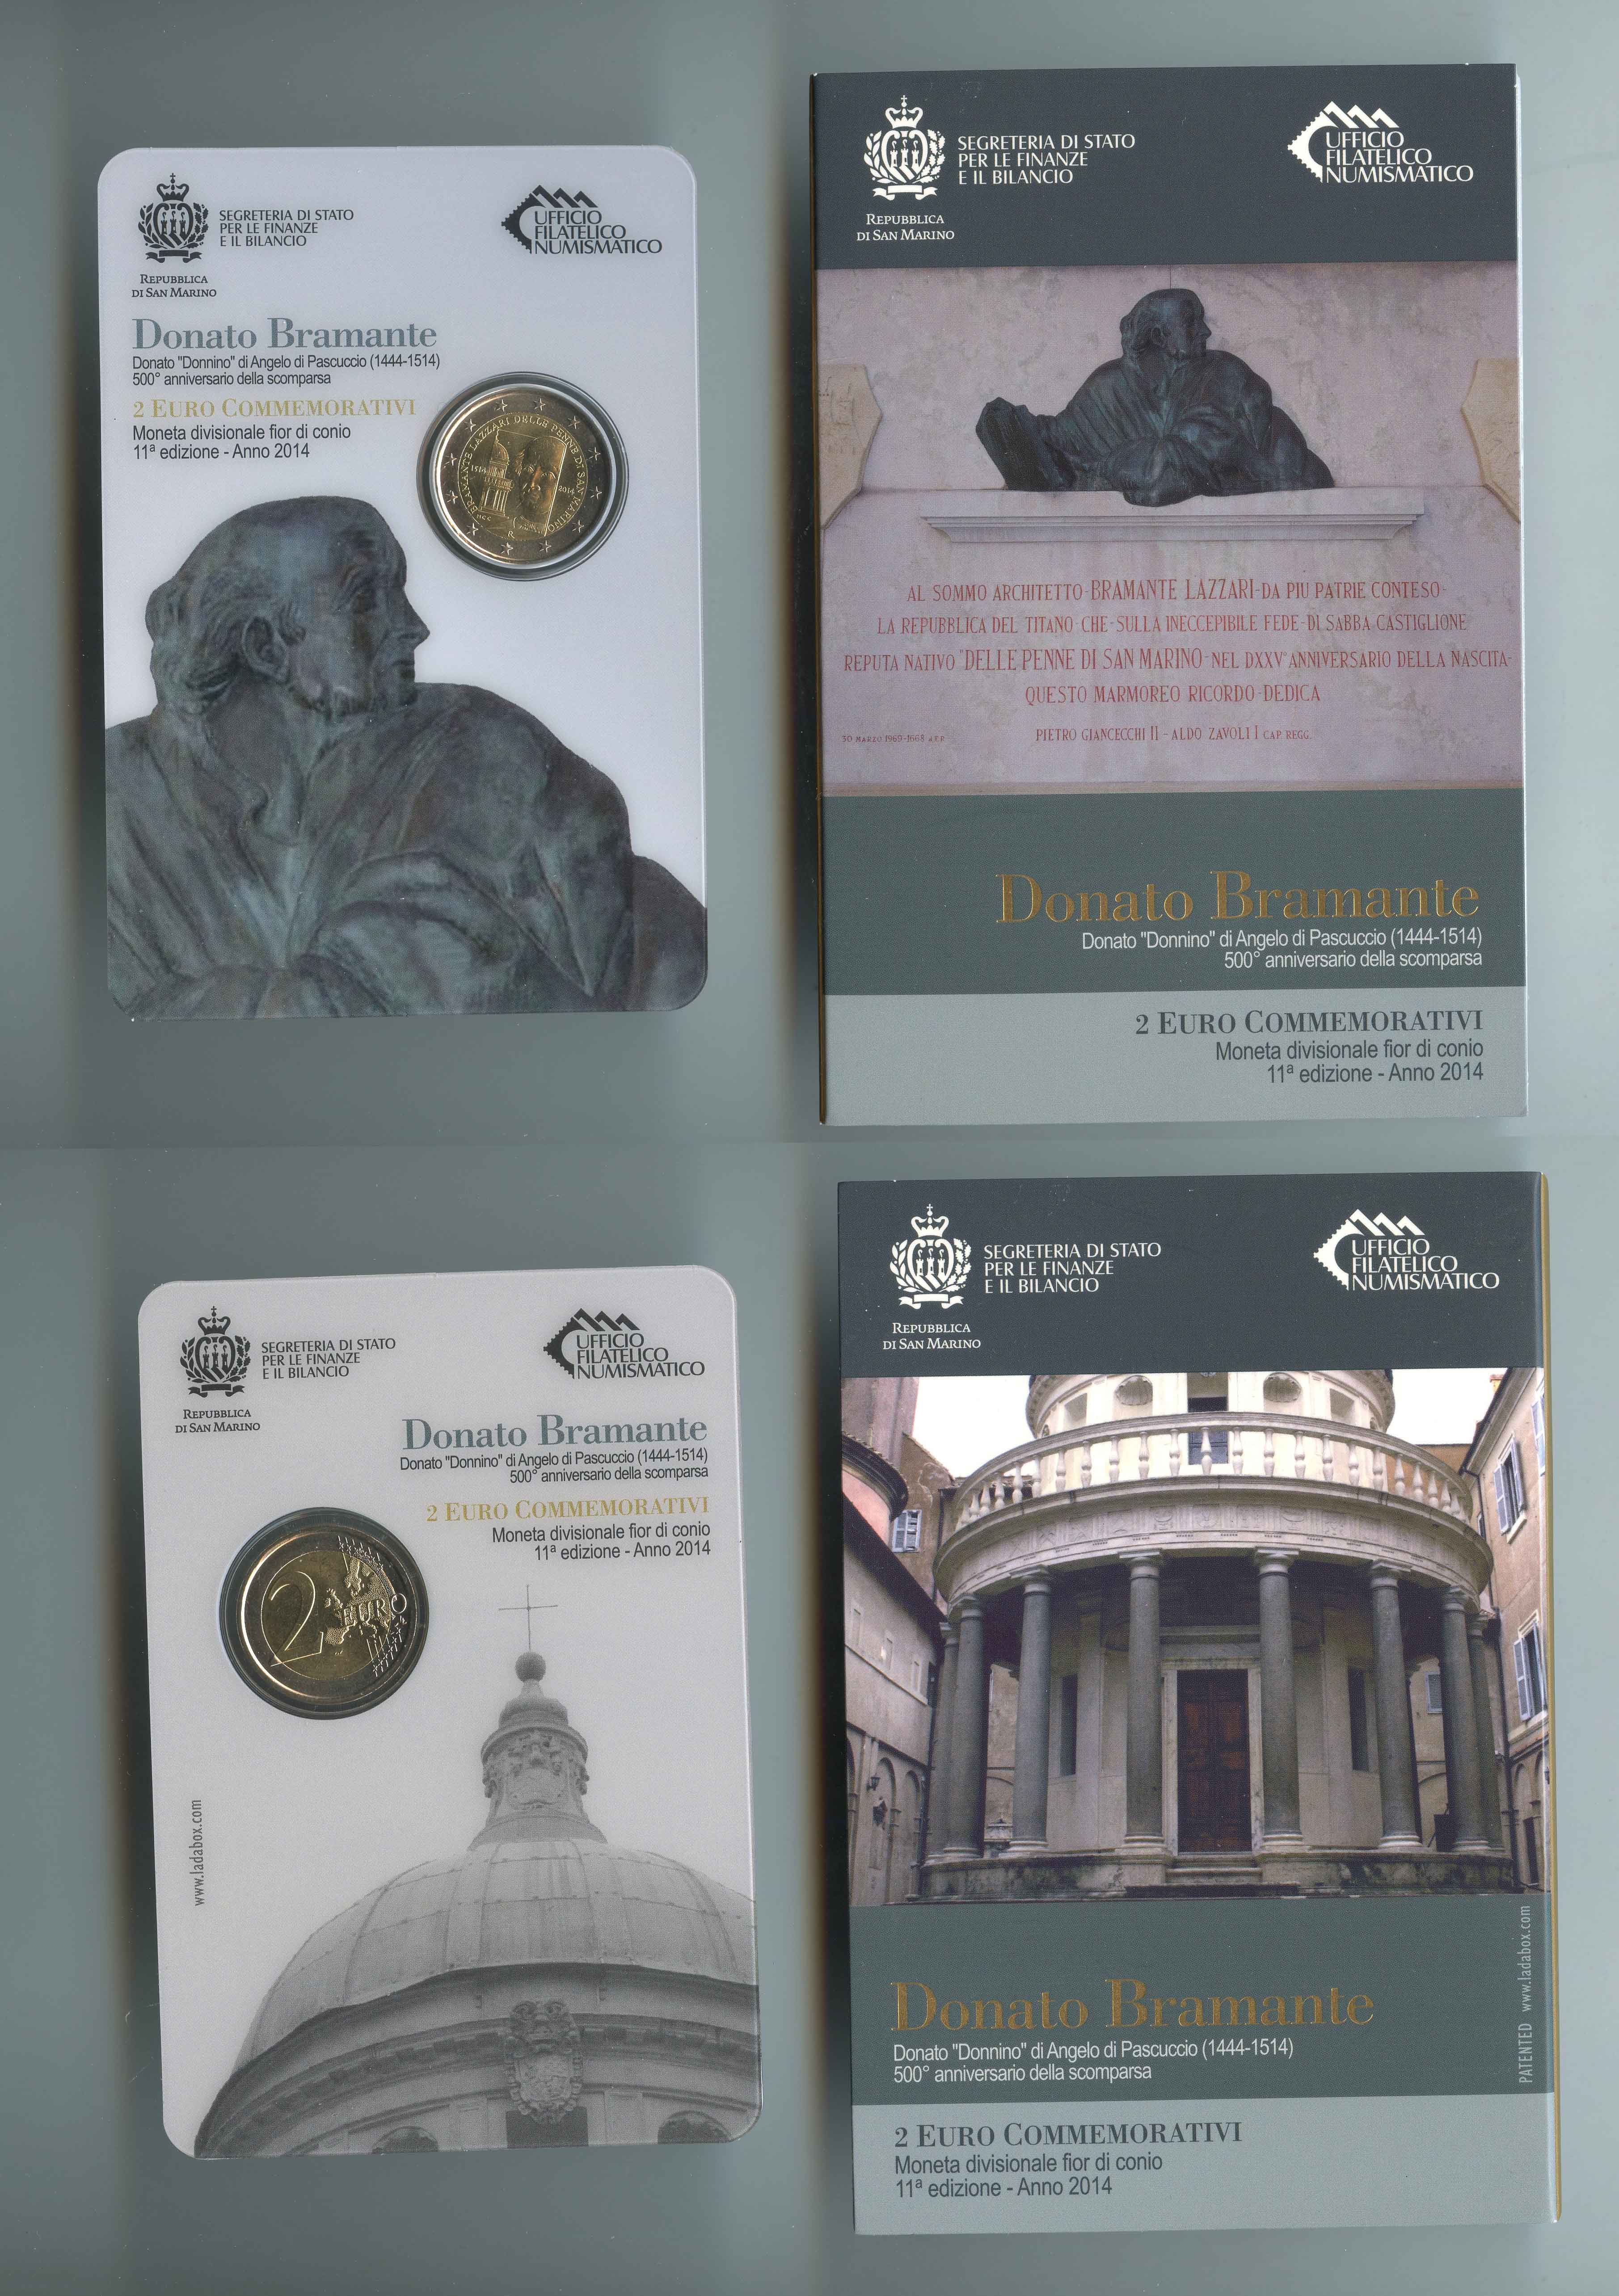 SEGRETERIA DI STATO
PER LE FINANZE
E IL BILANCIO
REPUBBLICA
DI SAN MARINO
UFFICIO
FILATELICO
NUMISMATICO
Donato Bramante
Donato "Donnino" di Angelo di Pascuccio (1444-1514)
500° anniversario della scomparsa
2 EURO COMMEMORATIVI
Moneta divisionale fior di conio
11ª edizione - Anno 2014
BRAMANTE LAZZARI DELLE PENNE DI SAN MARINO
1514
2014
R
SEGRETERIA DI STATO
PER LE FINANZE
E IL BILANCIO
REPUBBLICA
DI SAN MARINO
UFFICIO
FILATELICO
NUMISMATICO
AL SOMMO ARCHITETTO-BRAMANTE LAZZARI-DA PIU PATRIE CONTESO-
LA REPUBBLICA DEL TITANO-CHE-SULLA INECCEPIBILE FEDE-DI SABBA CASTIGLIONE
REPUTA NATIVO "DELLE PENNE DI SAN MARINO-NEL DXXV° ANNIVERSARIO DELLA NASCITA-
QUESTO MARMOREO RICORDO-DEDICA
30 MARZO 1969-1668 d.F.R.
PIETRO GIANCECCHI II - ALDO ZAVOLI I CAP. REGG.
Donato Bramante
Donato "Donnino" di Angelo di Pascuccio (1444-1514)
500° anniversario della scomparsa
2 EURO COMMEMORATIVI
Moneta divisionale fior di conio
11ª edizione - Anno 2014
SEGRETERIA DI STATO
PER LE FINANZE
E IL BILANCIO
REPUBBLICA
DI SAN MARINO
UFFICIO
FILATELICO
NUMISMATICO
Donato Bramante
Donato "Donnino" di Angelo di Pascuccio (1444-1514)
500° anniversario della scomparsa
2 EURO COMMEMORATIVI
Moneta divisionale fior di conio
11ª edizione - Anno 2014
2 EURO
www.ladabox.com
SEGRETERIA DI STATO
PER LE FINANZE
E IL BILANCIO
REPUBBLICA
DI SAN MARINO
UFFICIO
FILATELICO
NUMISMATICO
Donato Bramante
Donato "Donnino" di Angelo di Pascuccio (1444-1514)
500° anniversario della scomparsa
PATENTED www.ladabox.com
2 EURO COMMEMORATIVI
Moneta divisionale fior di conio
11ª edizione - Anno 2014